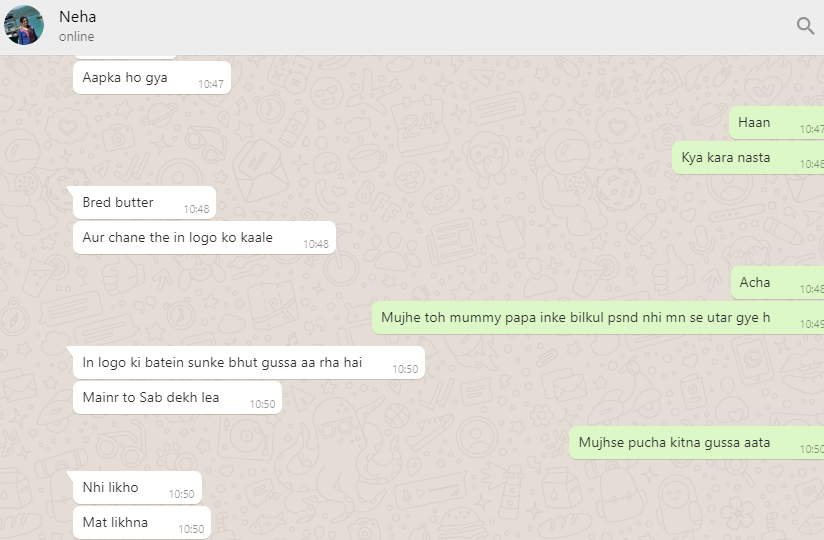 Neha
online
Aapka ho gya
10:47
Haan
10:47
Kya kara nasta
10:48
Bred butter
10:48
Aur chane the in logo ko kaale
10:48
Acha
10:48
Mujhe toh mummy papa inke bilkul psnd nhi mn se utar gye h
10:49
In logo ki batein sunke bhut gussa aa rha hai
10:50
Mainr to Sab dekh lea
10:50
Mujhse pucha kitna gussa aata
10:50
Nhi likho
10:50
Mat likhna
10:50